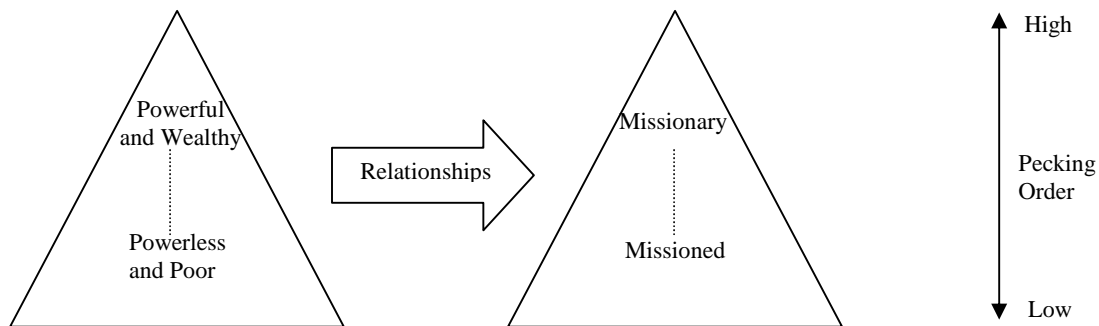 Powerful
and Wealthy
Powerless
and Poor
Relationships
Missionary
Missioned
High
Pecking
Order
Low